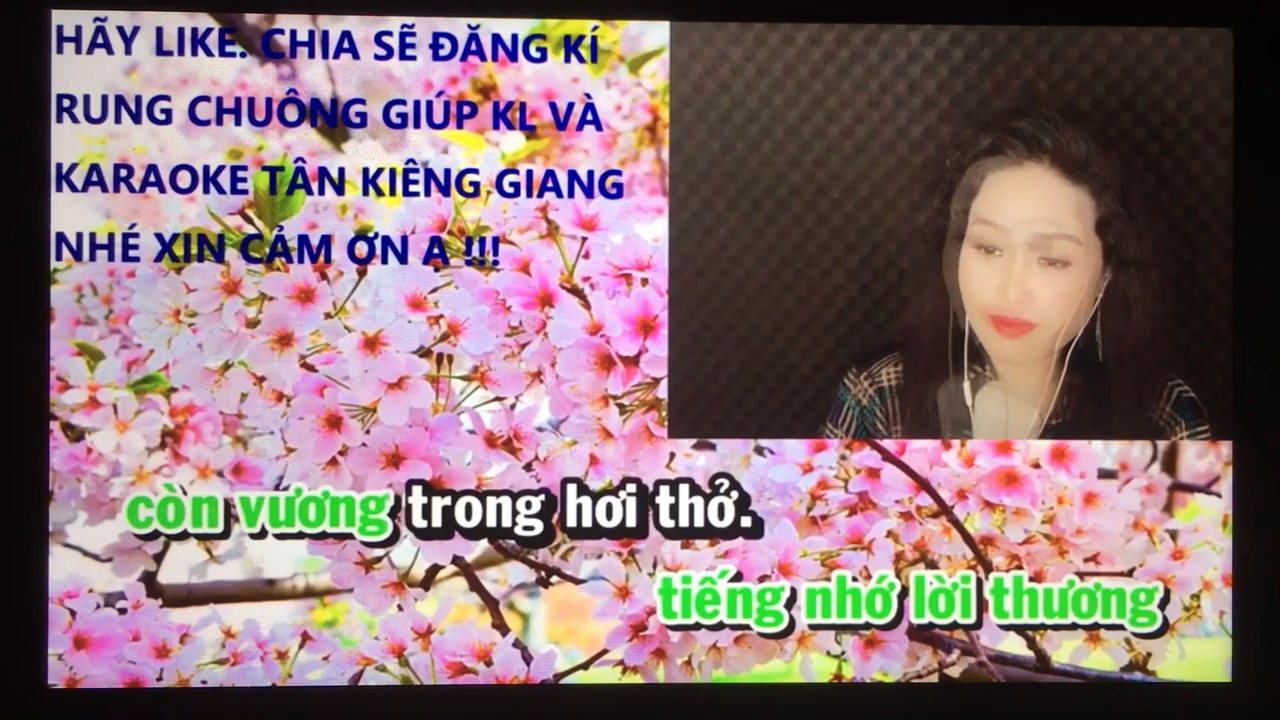 HÃY LIKE. CHIA SẼ ĐĂNG KÍ
RUNG CHUÔNG GIÚP KL VÀ
KARAOKE TÂN KIÊNG GIANG
NHÉ XIN CẢM ƠN Ạ !!!
còn vương trong hơi thở.
tiếng nhớ lời thương